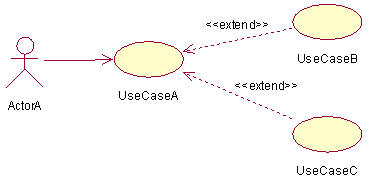 <<extend>>
UseCaseB
UseCaseA
<<extend>>
ActorA
UseCaseC